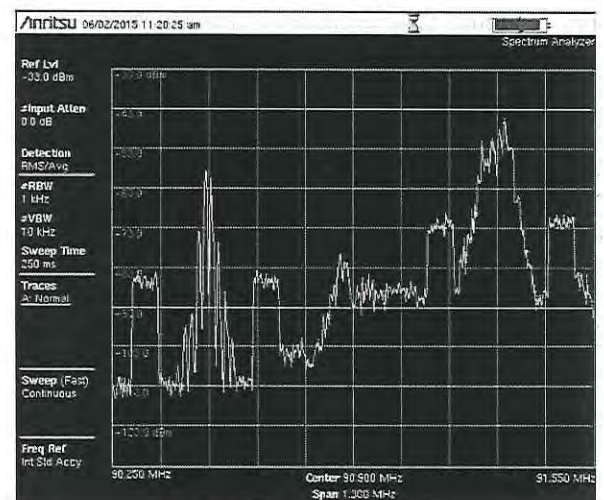 Anritsu 06/02/2015 11:20:25 am
Spectrum Analyzer
Ref Lvl
-33.0 dBm
#Input Atten
0.0 dB
Detection
RMS/Avg
#RBW
1 kHz
#VBW
10 kHz
Sweep Time
250 ms
Traces
A: Normal
Sweep (Fast)
Continuous
Freq Ref
Int Std Accy
90.250 MHz
Center 90.900 MHz
91.550 MHz
Span 1.300 MHz